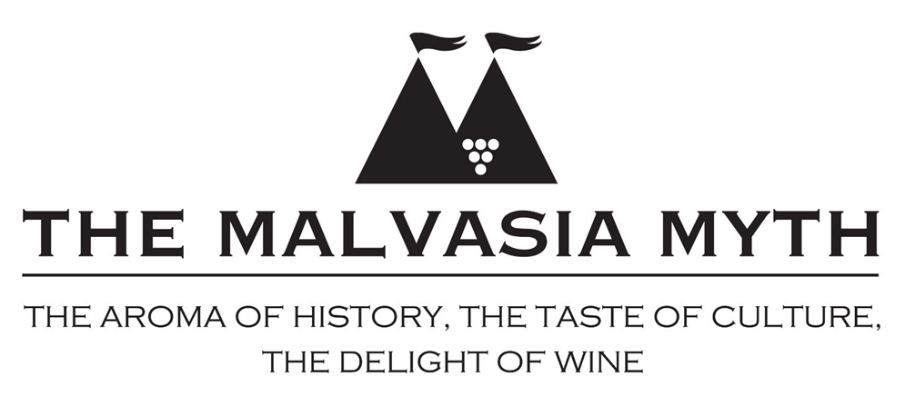 THE MALVASIA MYTH
THE AROMA OF HISTORY, THE TASTE OF CULTURE,
THE DELIGHT OF WINE